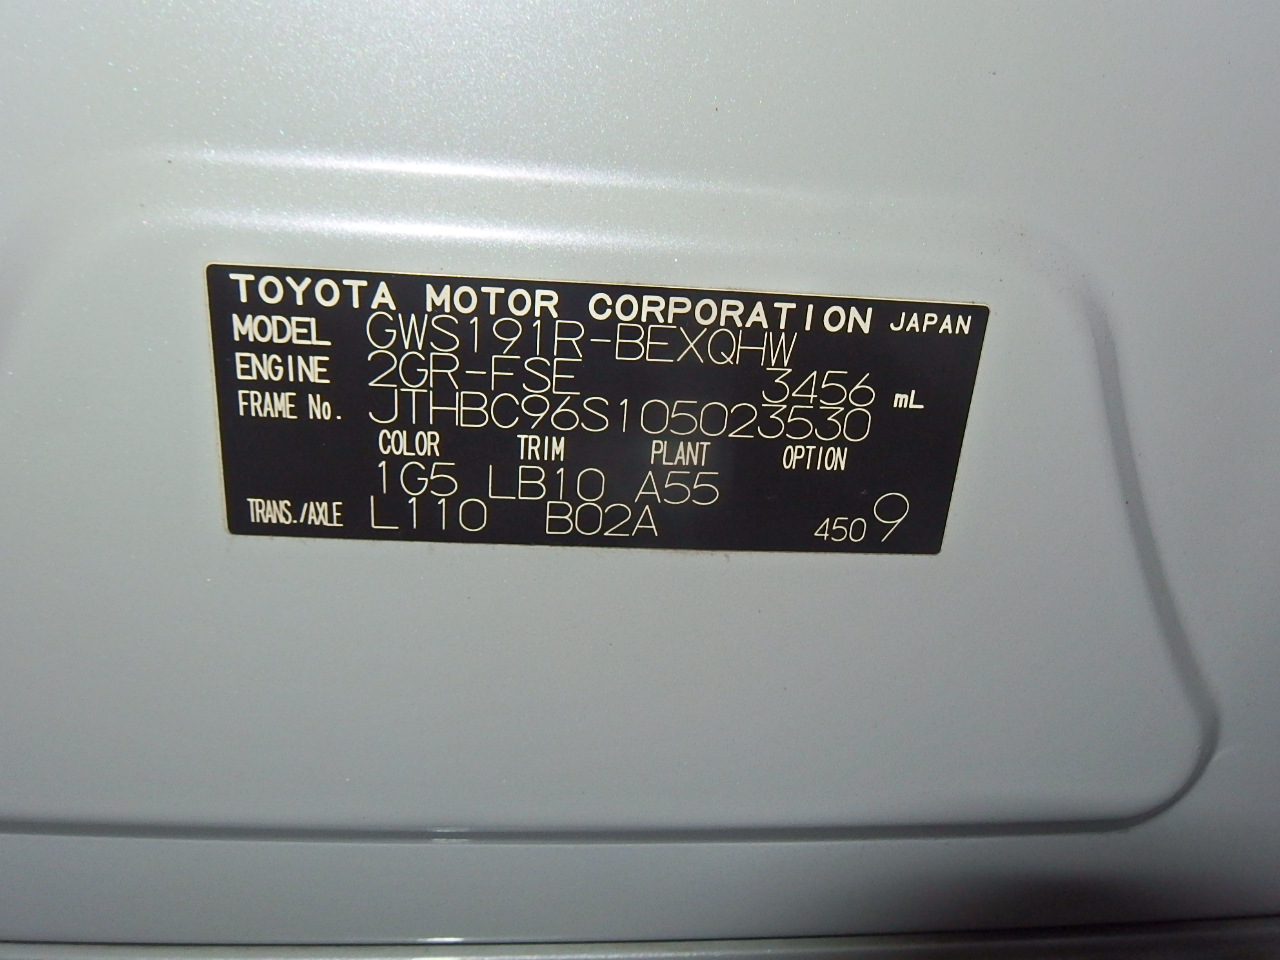 TOYOTA MOTOR CORPORATION JAPAN
MODEL GWS191R-BEXQHW
ENGINE 2GR-FSE 3456 mL
FRAME No. JTHBC96S105023530
COLOR TRIM PLANT OPTION
1G5 LB10 A55
TRANS./AXLE L110 B02A 4509